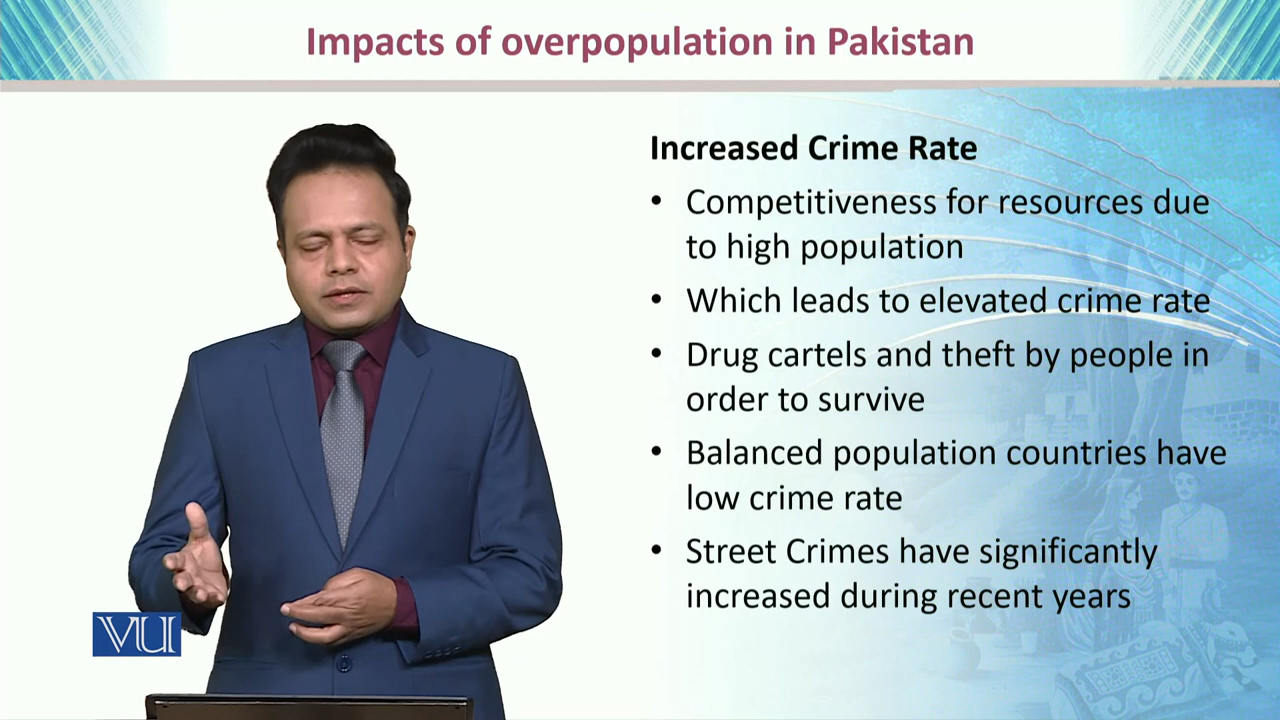 Impacts of overpopulation in Pakistan
Increased Crime Rate
• Competitiveness for resources due
to high population
• Which leads to elevated crime rate
• Drug cartels and theft by people in
order to survive
• Balanced population countries have
low crime rate
• Street Crimes have significantly
increased during recent years
VU